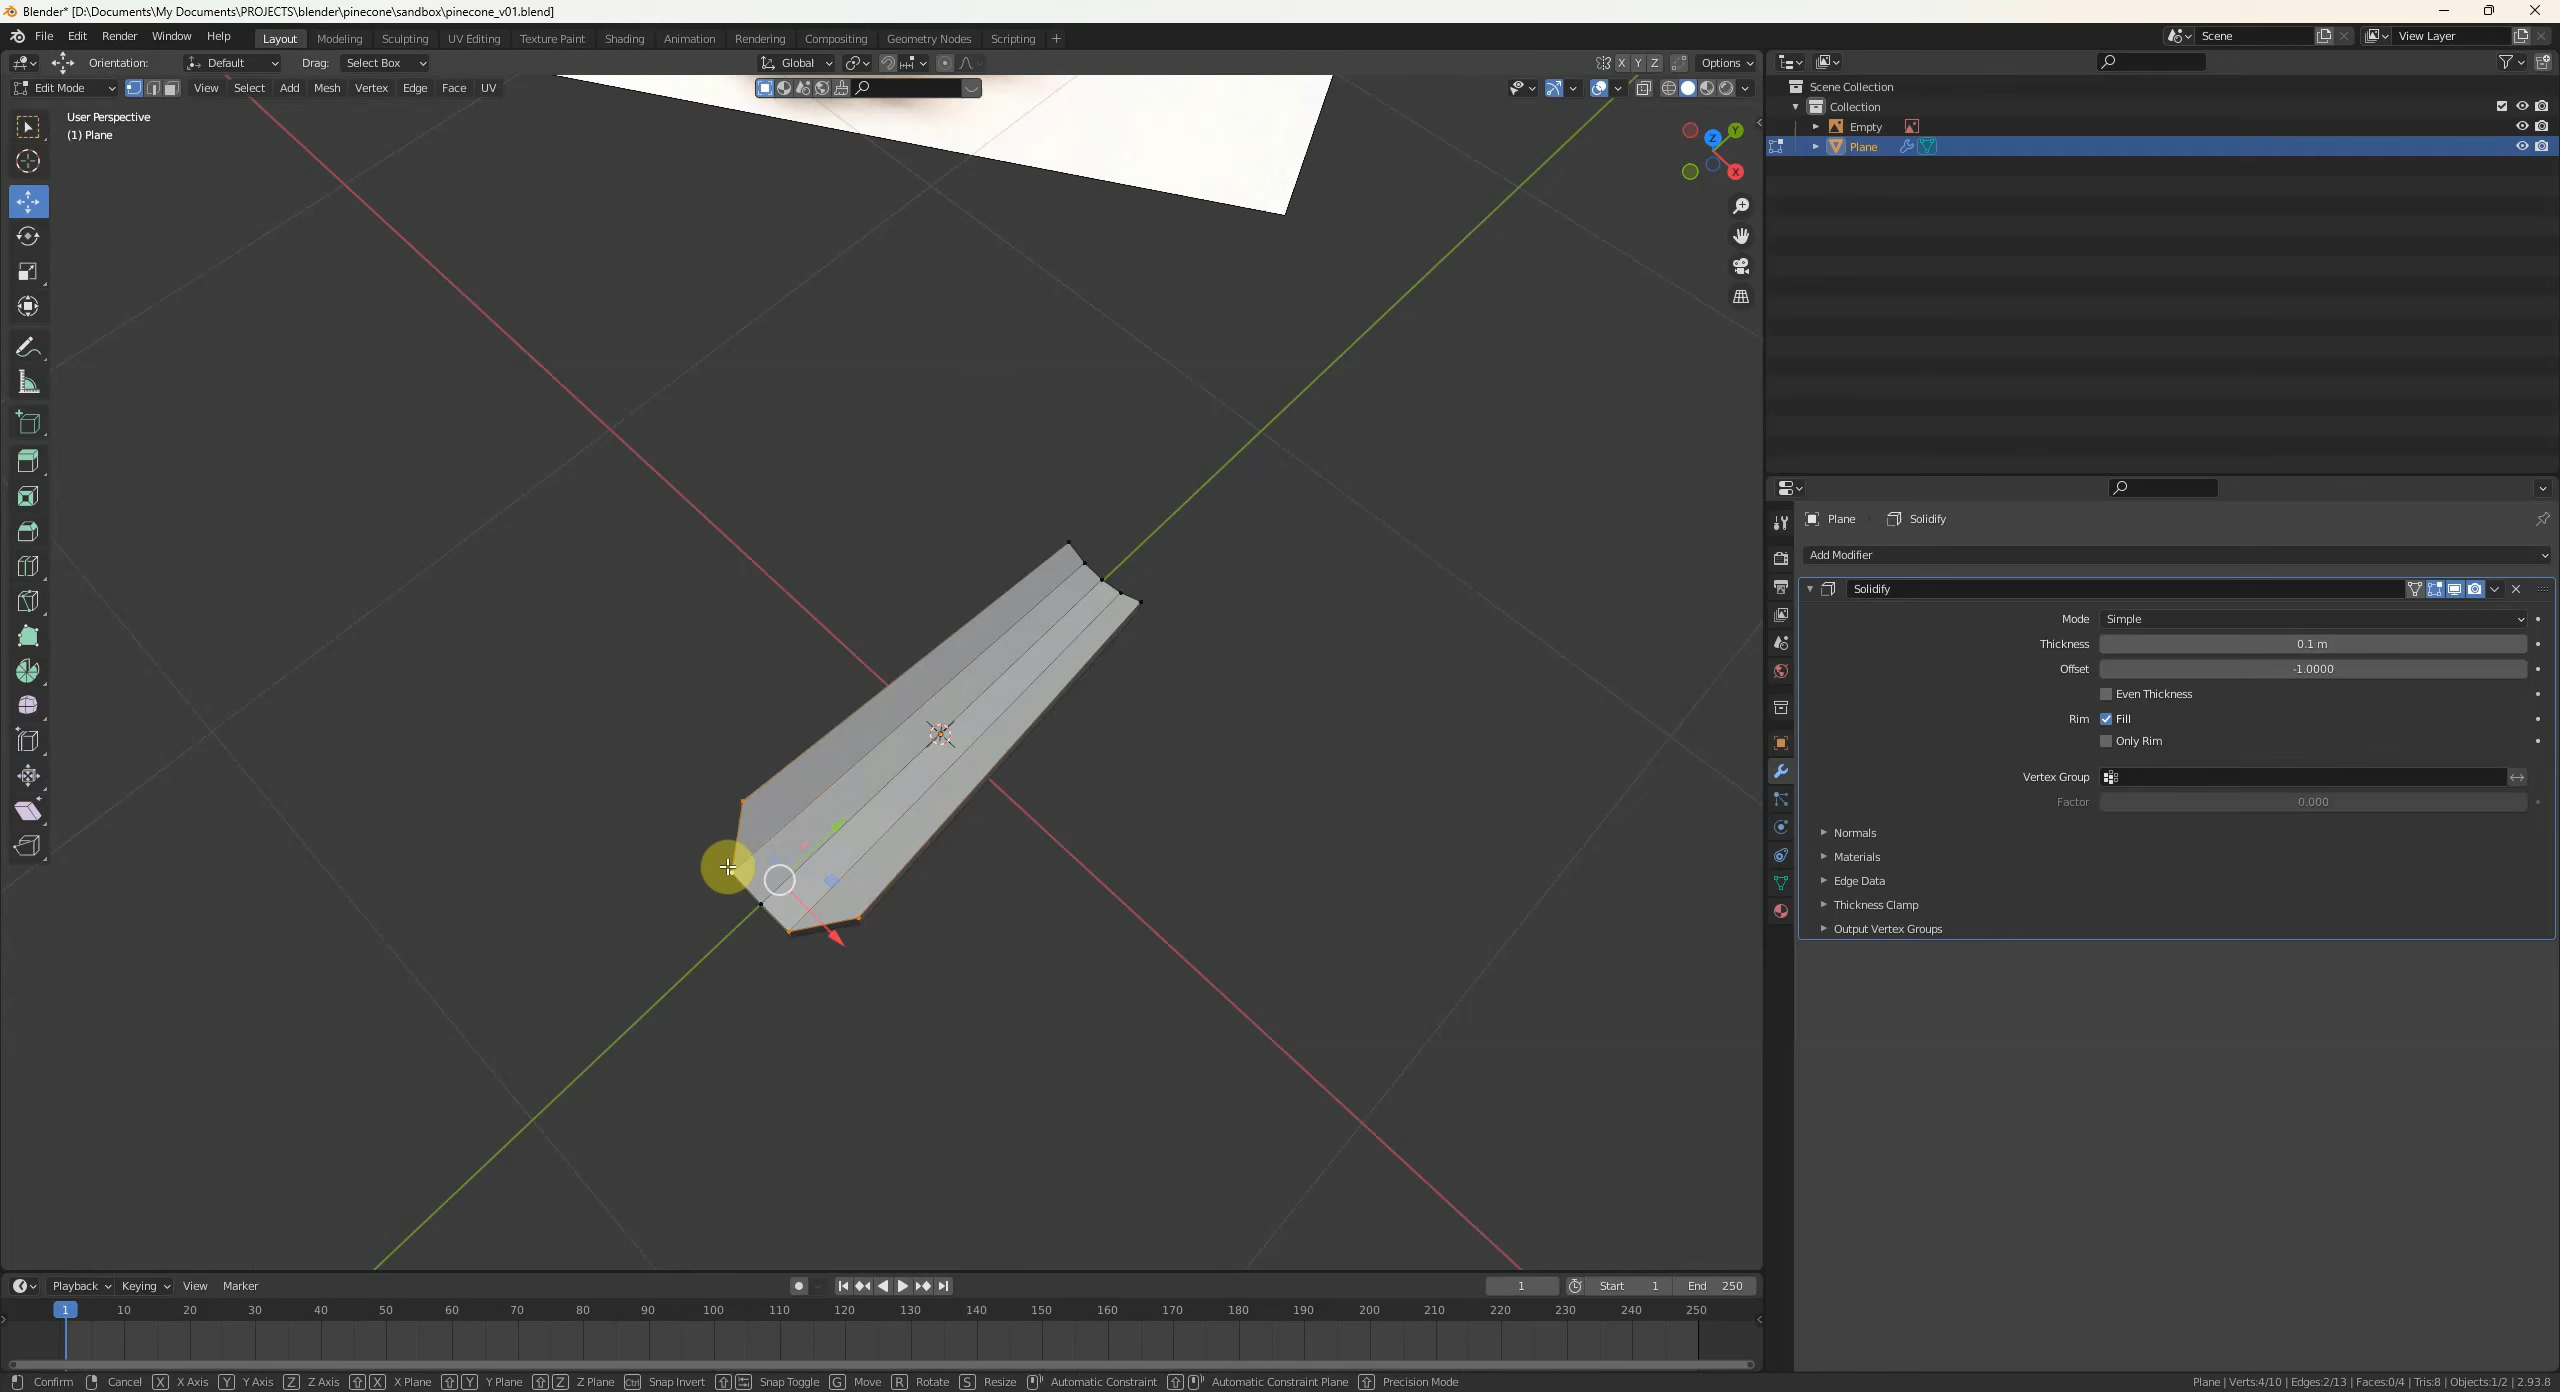 Blender* [D:\Documents\My Documents\PROJECTS\blender\pinecone\sandbox\pinecone_v01.blend]
File Edit Render Window Help Layout Modeling Sculpting UV Editing Texture Paint Shading Animation Rendering Compositing Geometry Nodes Scripting + Scene View Layer
Orientation: Default Drag: Select Box Global X Y Z Options
Edit Mode View Select Add Mesh Vertex Edge Face UV
User Perspective
(1) Plane
Y
Z
X
Scene Collection
Collection
Empty
Plane
Plane Solidify
Add Modifier
Solidify
Mode Simple
Thickness 0.1 m
Offset -1.0000
Even Thickness
Rim Fill
Only Rim
Vertex Group
Factor 0.000
Normals
Materials
Edge Data
Thickness Clamp
Output Vertex Groups
Playback Keying View Marker 1 Start 1 End 250
1 10 20 30 40 50 60 70 80 90 100 110 120 130 140 150 160 170 180 190 200 210 220 230 240 250
Confirm Cancel X X Axis Y Y Axis Z Z Axis X X Plane Y Y Plane Z Z Plane Ctrl Snap Invert Snap Toggle G Move R Rotate S Resize Automatic Constraint Automatic Constraint Plane Precision Mode Plane | Verts:4/10 | Edges:2/13 | Faces:0/4 | Tris:8 | Objects:1/2 | 2.93.8